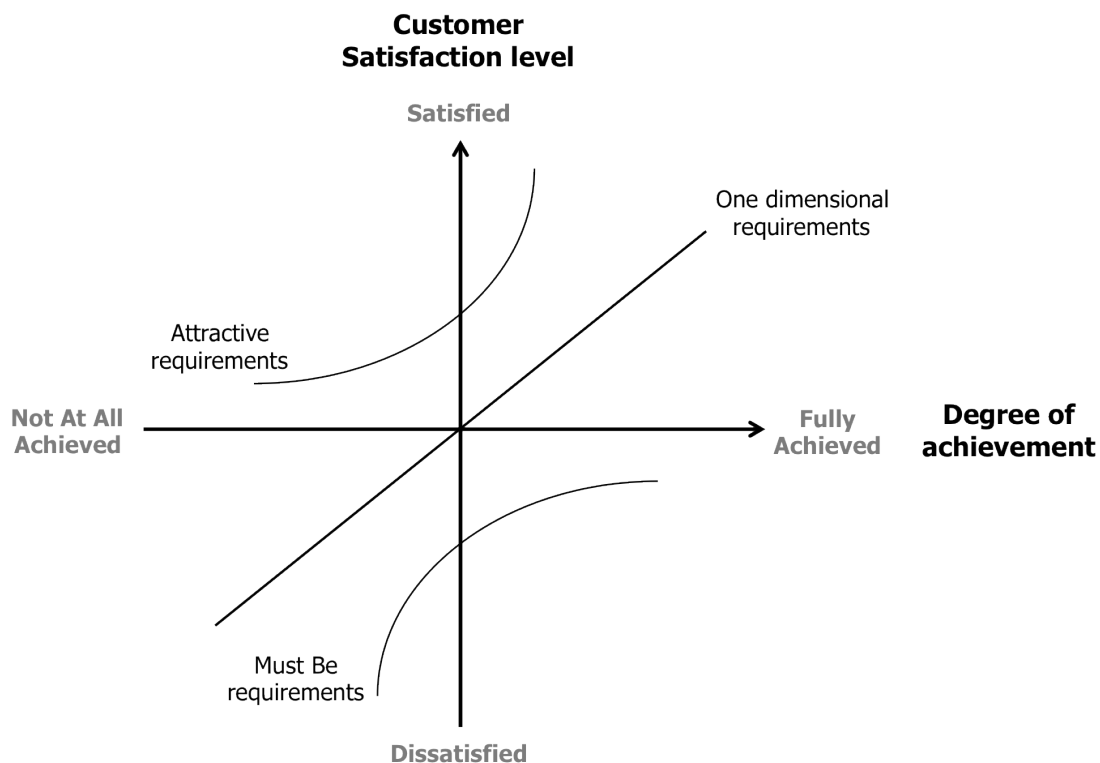 Customer
Satisfaction level
Satisfied
One dimensional
requirements
Attractive
requirements
Not At All
Achieved
Fully
Achieved
Degree of
achievement
Must Be
requirements
Dissatisfied